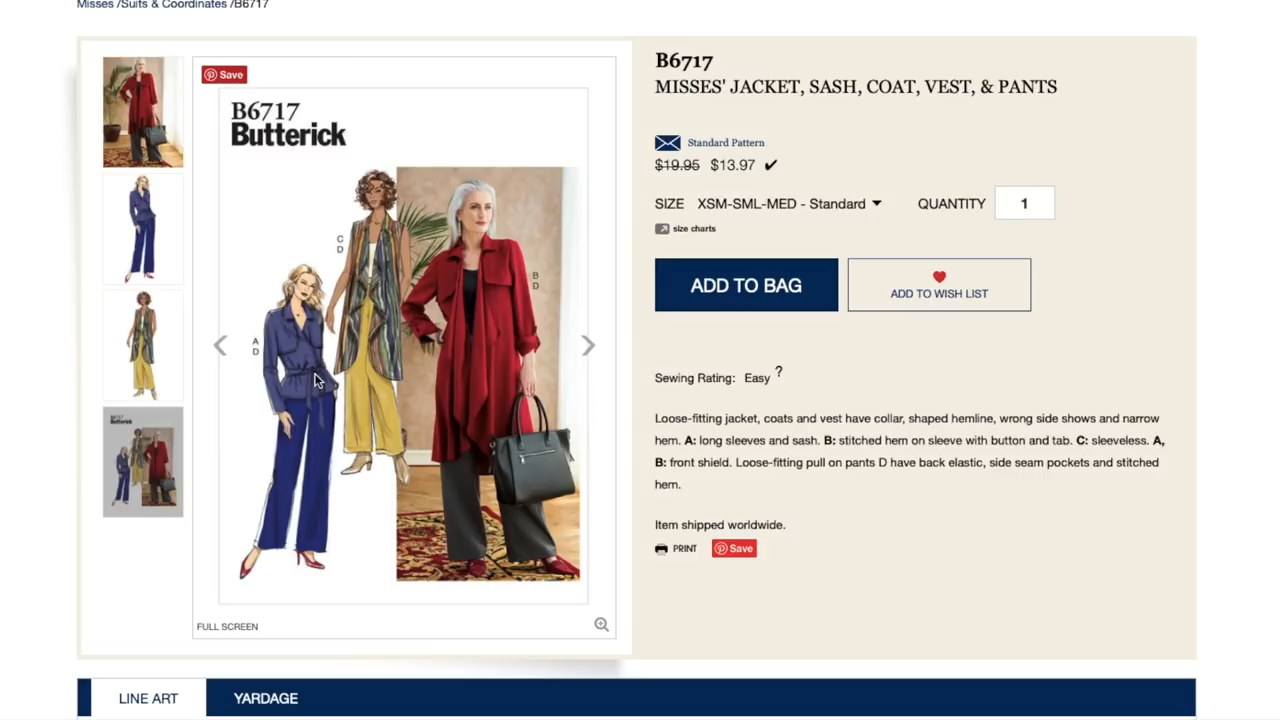 Misses /Suits & Coordinates /B6717
Save
B6717
Butterick
C
D
B
D
A
D
FULL SCREEN
B6717
MISSES' JACKET, SASH, COAT, VEST, & PANTS
Standard Pattern
$19.95 $13.97 ✔
SIZE XSM-SML-MED - Standard QUANTITY 1
size charts
ADD TO BAG
ADD TO WISH LIST
Sewing Rating: Easy ?
Loose-fitting jacket, coats and vest have collar, shaped hemline, wrong side shows and narrow
hem. A: long sleeves and sash. B: stitched hem on sleeve with button and tab. C: sleeveless. A,
B: front shield. Loose-fitting pull on pants D have back elastic, side seam pockets and stitched
hem.
Item shipped worldwide.
PRINT Save
LINE ART YARDAGE